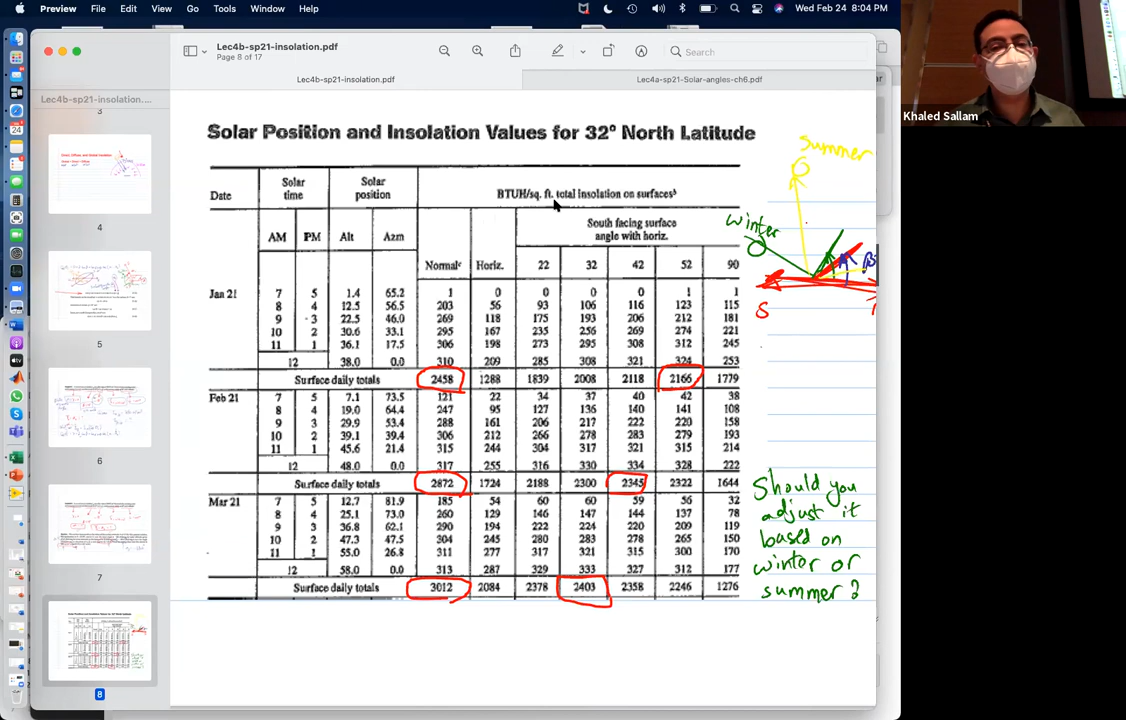 Preview File Edit View Go Tools Window Help
Wed Feb 24 8:04 PM
Lec4b-sp21-insolation.pdf
Page 8 of 17
Search
Lec4b-sp21-insolation.pdf
Lec4a-sp21-Solar-angles-ch6.pdf
Lec4b-sp21-insolation....
3
4
5
6
7
8
Khaled Sallam
Solar Position and Insolation Values for 32° North Latitude
Date Solar time Solar position BTUH/sq. ft. total insolation on surfacesᵇ
South facing surface
angle with horiz.
AM PM Alt Azm Normalᶜ Horiz. 22 32 42 52 90
Jan 21 7 5 1.4 65.2 1 0 0 0 0 1 1
8 4 12.5 56.5 203 56 93 106 116 123 115
9 3 22.5 46.0 269 118 175 193 206 212 181
10 2 30.6 33.1 295 167 235 256 269 274 221
11 1 36.1 17.5 306 198 273 295 308 312 245
12 38.0 0.0 310 209 285 308 321 324 253
Surface daily totals 2458 1288 1839 2008 2118 2166 1779
Feb 21 7 5 7.1 73.5 121 22 34 37 40 42 38
8 4 19.0 64.4 247 95 127 136 140 141 108
9 3 29.9 53.4 288 161 206 217 222 220 158
10 2 39.1 39.4 306 212 266 278 283 279 193
11 1 45.6 21.4 315 244 304 317 321 315 214
12 48.0 0.0 317 255 316 330 334 328 222
Surface daily totals 2872 1724 2188 2300 2345 2322 1644
Mar 21 7 5 12.7 81.9 185 54 60 60 59 56 32
8 4 25.1 73.0 260 129 146 147 144 137 78
9 3 36.8 62.1 290 194 222 224 220 209 119
10 2 47.3 47.5 304 245 280 283 278 265 150
11 1 55.0 26.8 311 277 317 321 315 300 170
12 58.0 0.0 313 287 329 333 327 312 177
Surface daily totals 3012 2084 2378 2403 2358 2246 1276
Summer
Winter
S
Should you
adjust it
based on
winter or
summer?